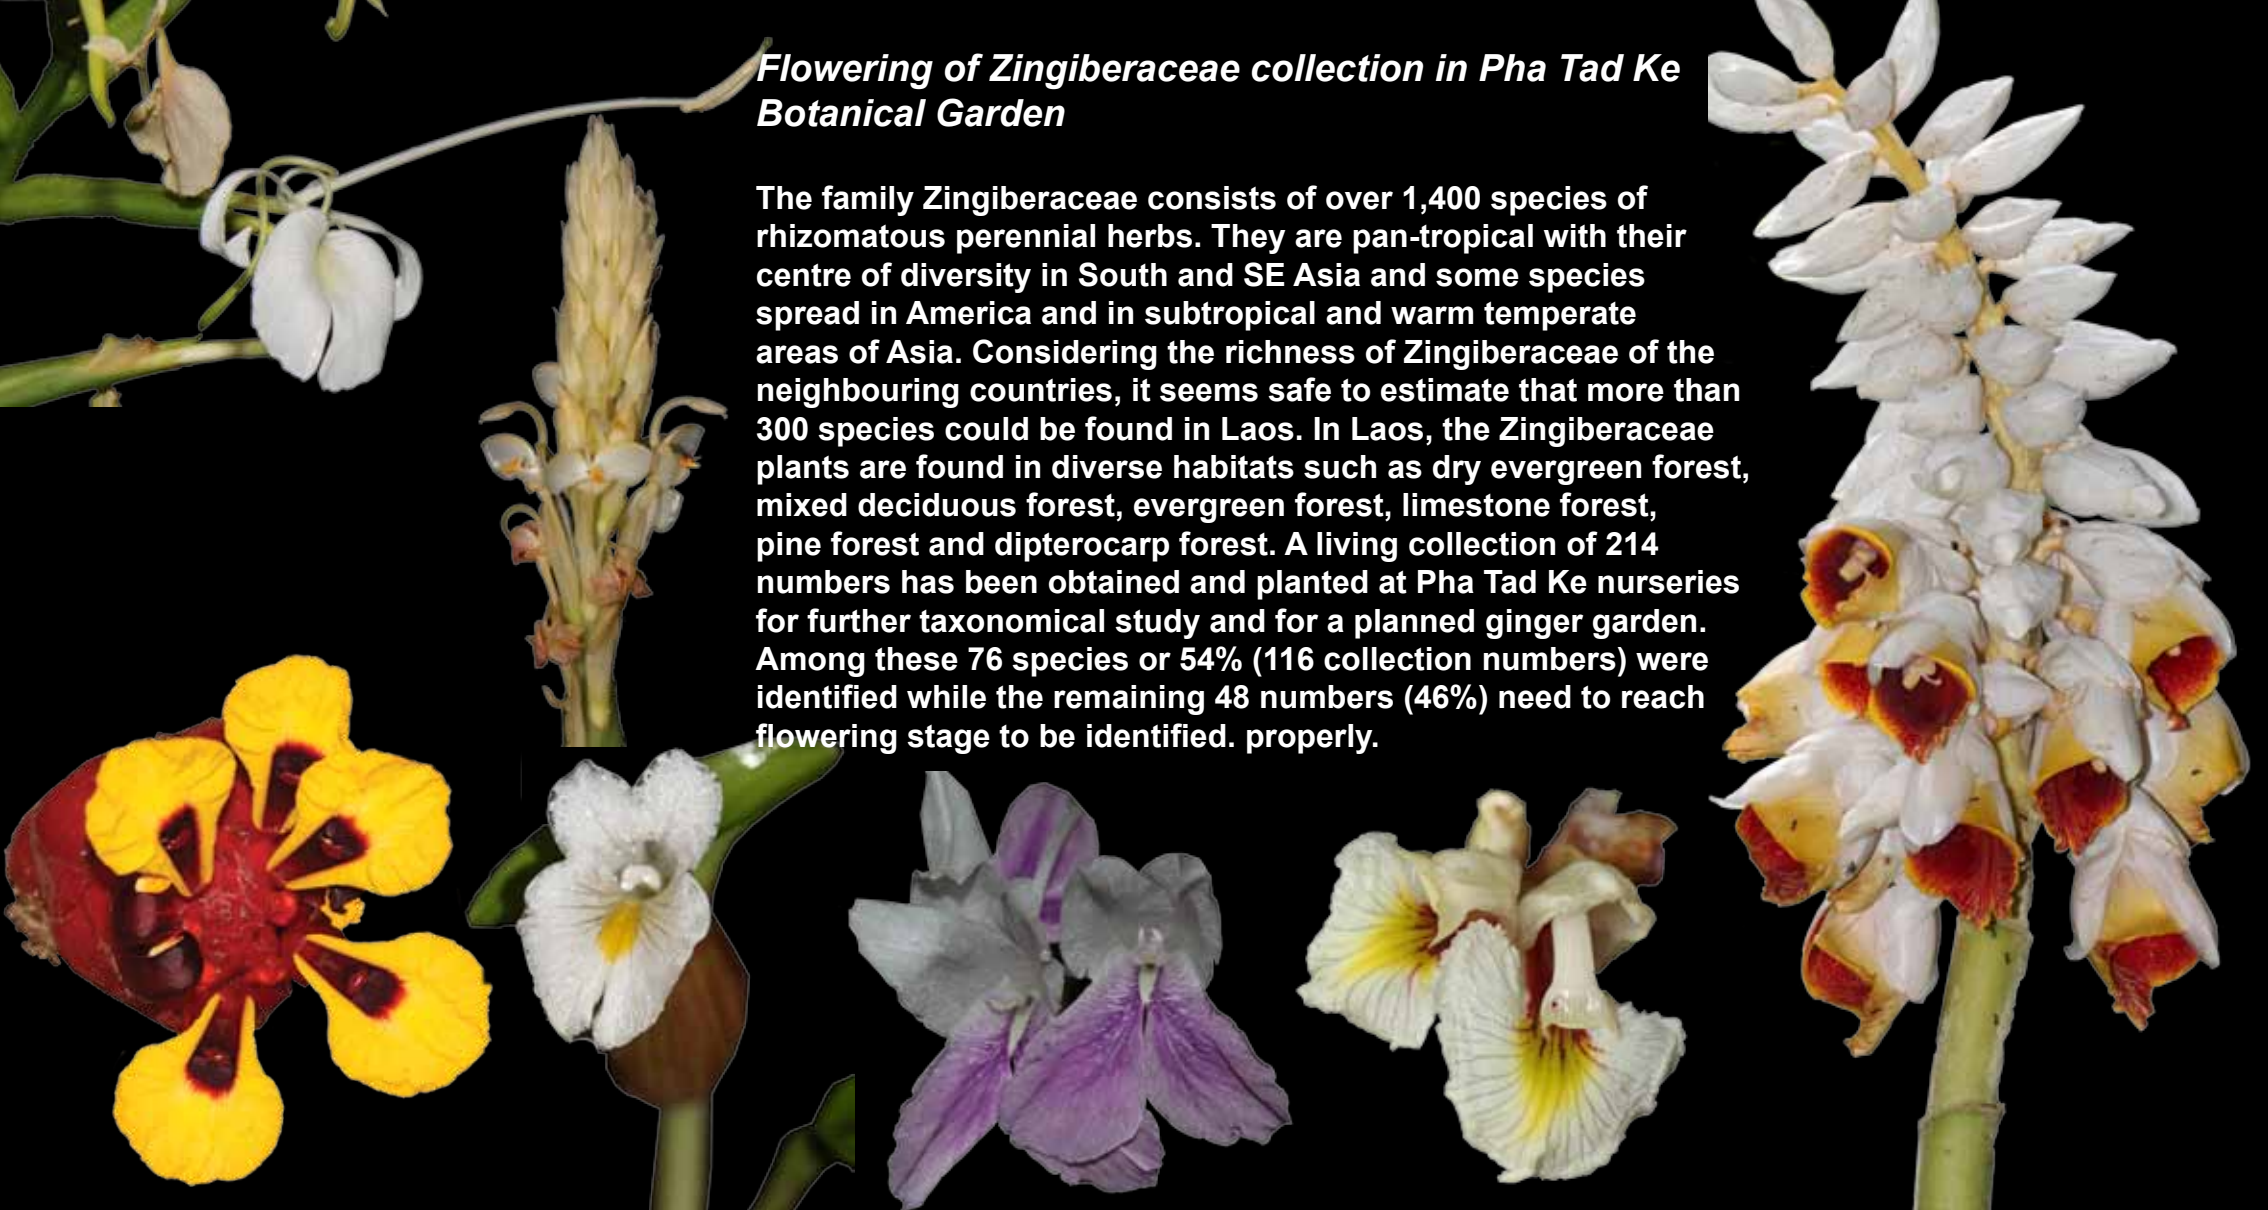 Flowering of Zingiberaceae collection in Pha Tad Ke
Botanical Garden
The family Zingiberaceae consists of over 1,400 species of
rhizomatous perennial herbs. They are pan-tropical with their
centre of diversity in South and SE Asia and some species
spread in America and in subtropical and warm temperate
areas of Asia. Considering the richness of Zingiberaceae of the
neighbouring countries, it seems safe to estimate that more than
300 species could be found in Laos. In Laos, the Zingiberaceae
plants are found in diverse habitats such as dry evergreen forest,
mixed deciduous forest, evergreen forest, limestone forest,
pine forest and dipterocarp forest. A living collection of 214
numbers has been obtained and planted at Pha Tad Ke nurseries
for further taxonomical study and for a planned ginger garden.
Among these 76 species or 54% (116 collection numbers) were
identified while the remaining 48 numbers (46%) need to reach
flowering stage to be identified. properly.